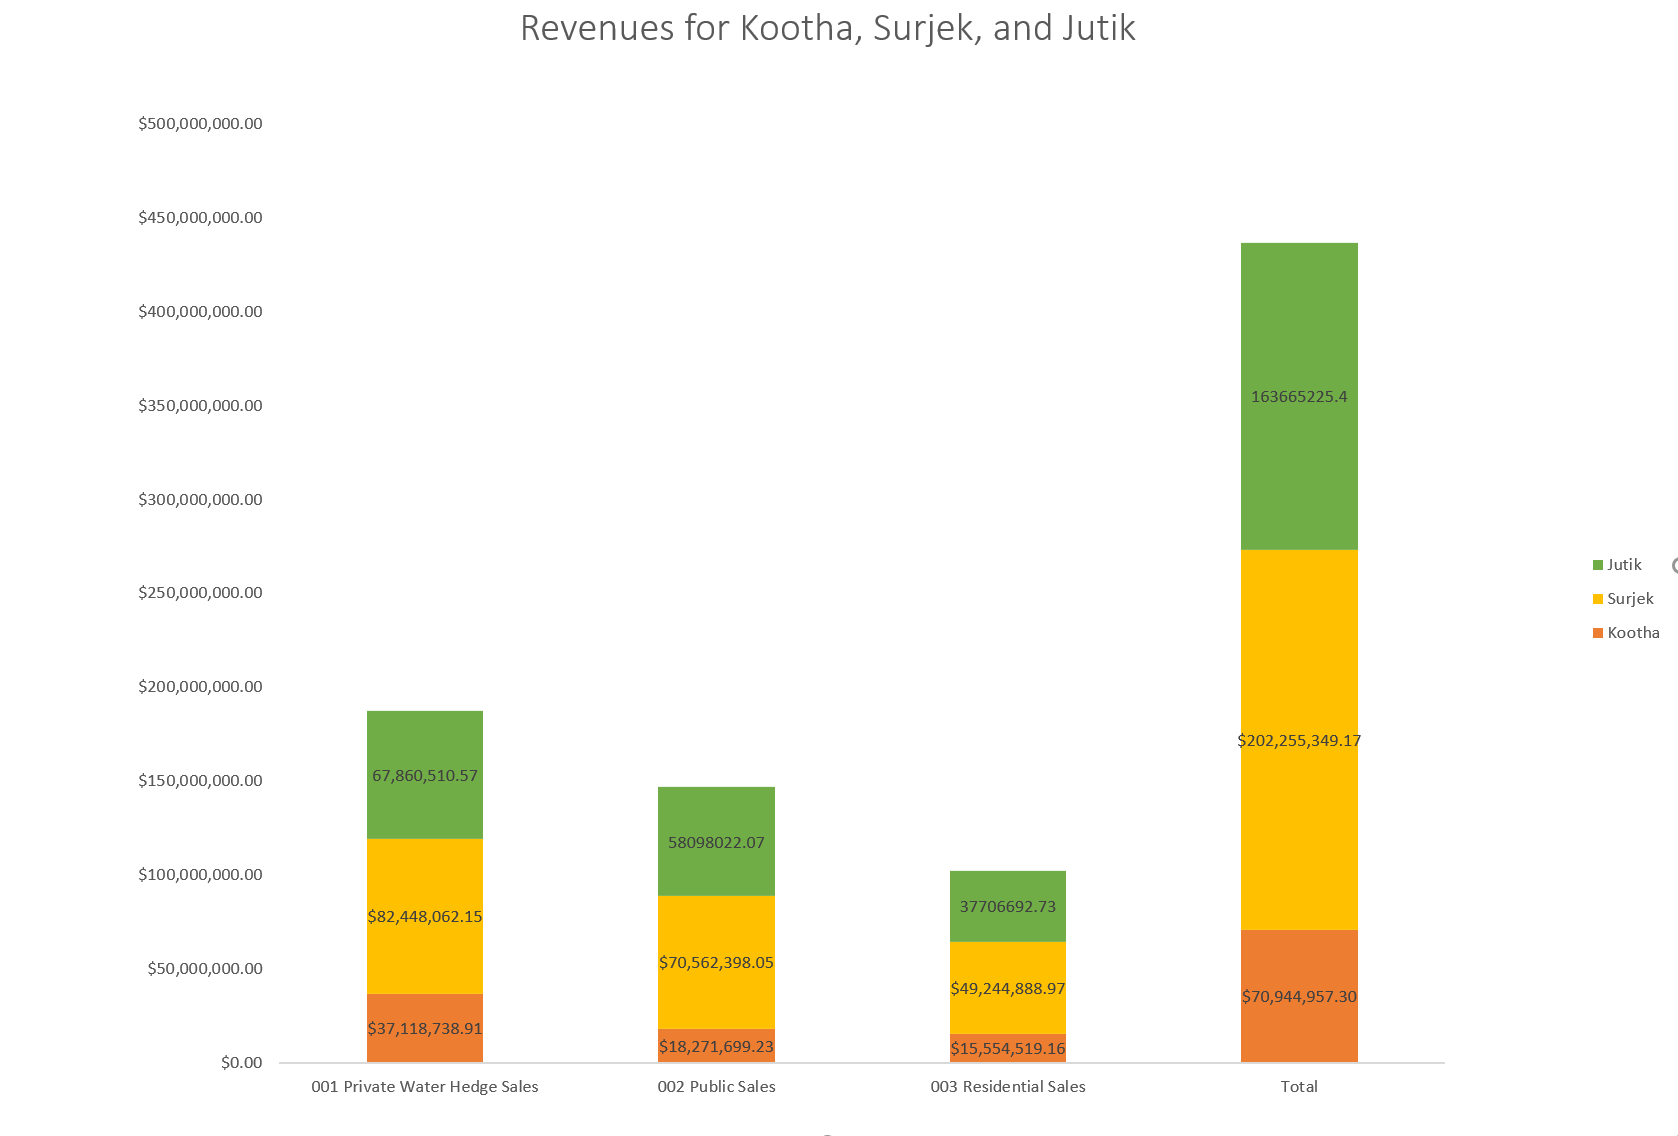 Revenues for Kootha, Surjek, and Jutik
$500,000,000.00
$450,000,000.00
$400,000,000.00
$350,000,000.00
$300,000,000.00
$250,000,000.00
$200,000,000.00
$150,000,000.00
$100,000,000.00
$50,000,000.00
$0.00
67,860,510.57
$82,448,062.15
$37,118,738.91
58098022.07
$70,562,398.05
$18,271,699.23
37706692.73
$49,244,888.97
$15,554,519.16
163665225.4
$202,255,349.17
$70,944,957.30
001 Private Water Hedge Sales
002 Public Sales
003 Residential Sales
Total
Jutik
Surjek
Kootha